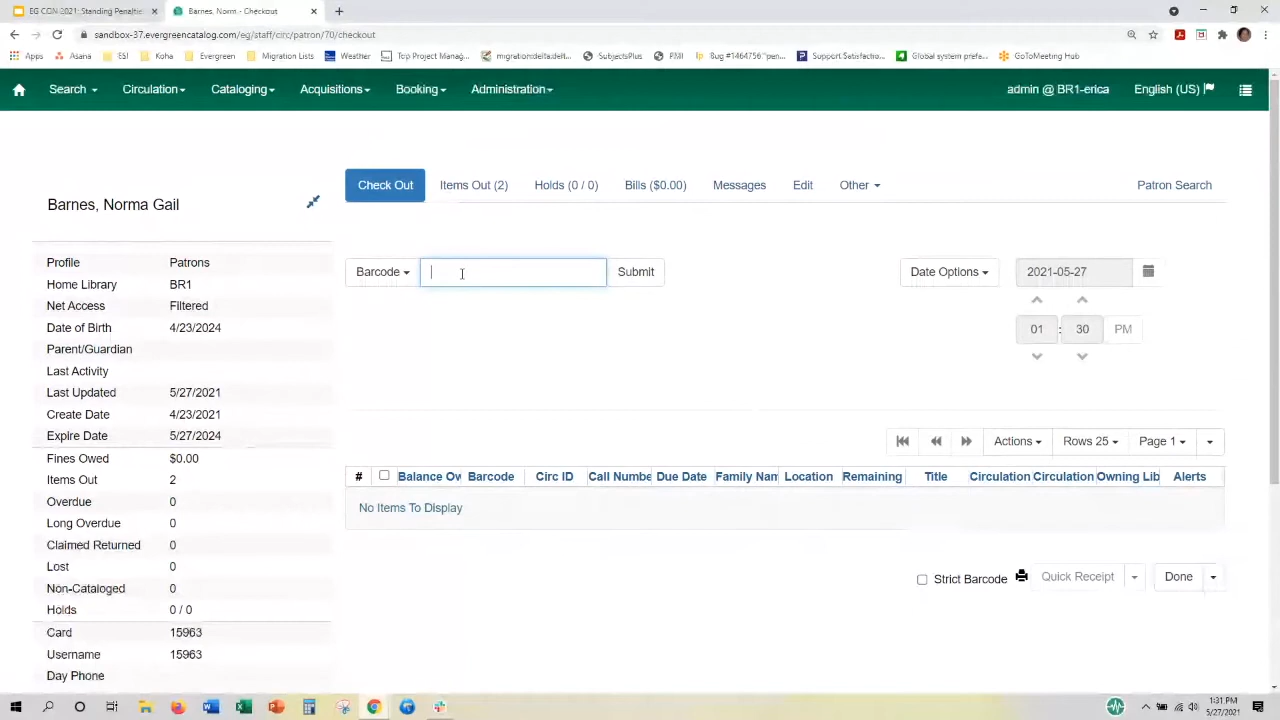 EG CON 2021: Standing Penaltie
Barnes, Norma - Checkout
sandbox-37.evergreencatalog.com/eg/staff/circ/patron/70/checkout
Apps Asana ESI Koha Evergreen Migration Lists Weather Top Project Manag... migration:delta:delt... SubjectsPlus PMI Bug #1464756 "pen... Support Satisfactio... Global system prefa... GoToMeeting Hub
Search Circulation Cataloging Acquisitions Booking Administration admin @ BR1-erica English (US)
Check Out Items Out (2) Holds (0 / 0) Bills ($0.00) Messages Edit Other Patron Search
Barnes, Norma Gail
Profile Patrons
Home Library BR1
Net Access Filtered
Date of Birth 4/23/2024
Parent/Guardian
Last Activity
Last Updated 5/27/2021
Create Date 4/23/2021
Expire Date 5/27/2024
Fines Owed $0.00
Items Out 2
Overdue 0
Long Overdue 0
Claimed Returned 0
Lost 0
Non-Cataloged 0
Holds 0 / 0
Card 15963
Username 15963
Day Phone
Barcode Submit Date Options 2021-05-27
01 : 30 PM
Actions Rows 25 Page 1
# Balance Ow Barcode Circ ID Call Numbe Due Date Family Nam Location Remaining Title Circulation Circulation Owning Lib Alerts
No Items To Display
Strict Barcode Quick Receipt Done
1:31 PM
5/27/2021